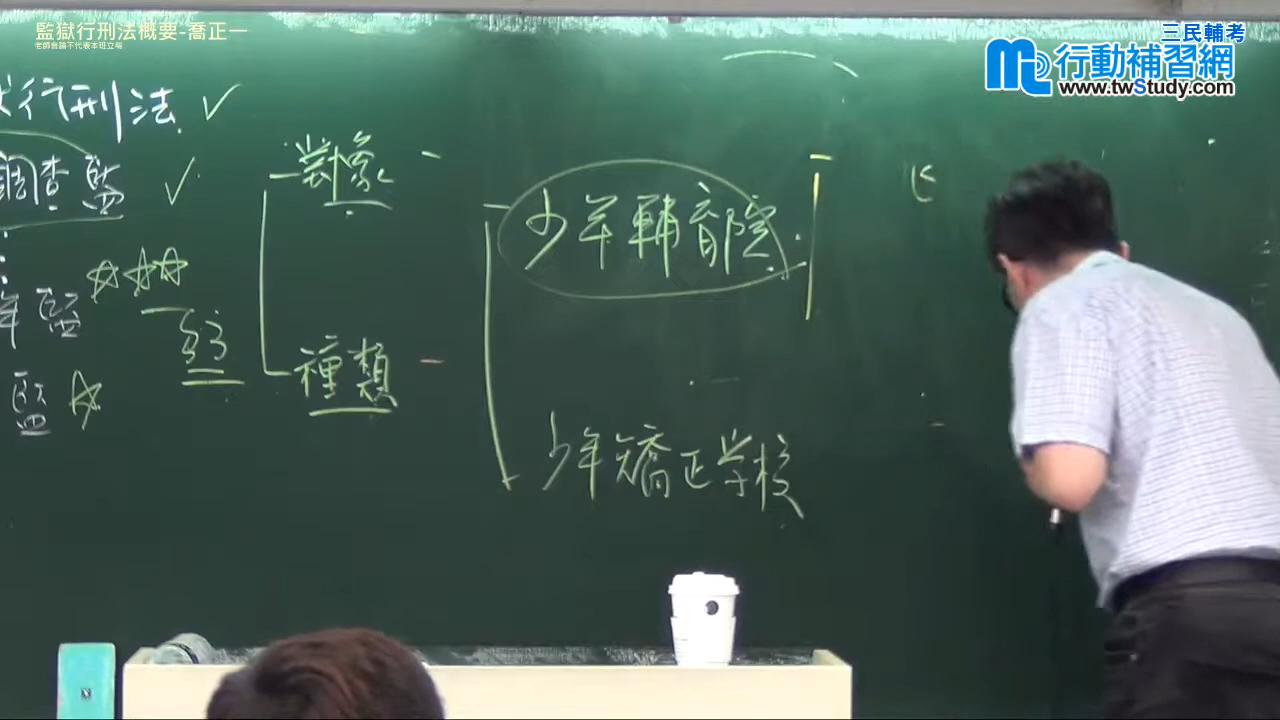 監獄行刑法概要-喬正一
老師言論不代表本班立場
三民輔考
行動補習網
www.twStudy.com
行刑法
調查監
對象
少年輔育院
年監
種類
監
少年矯正学校